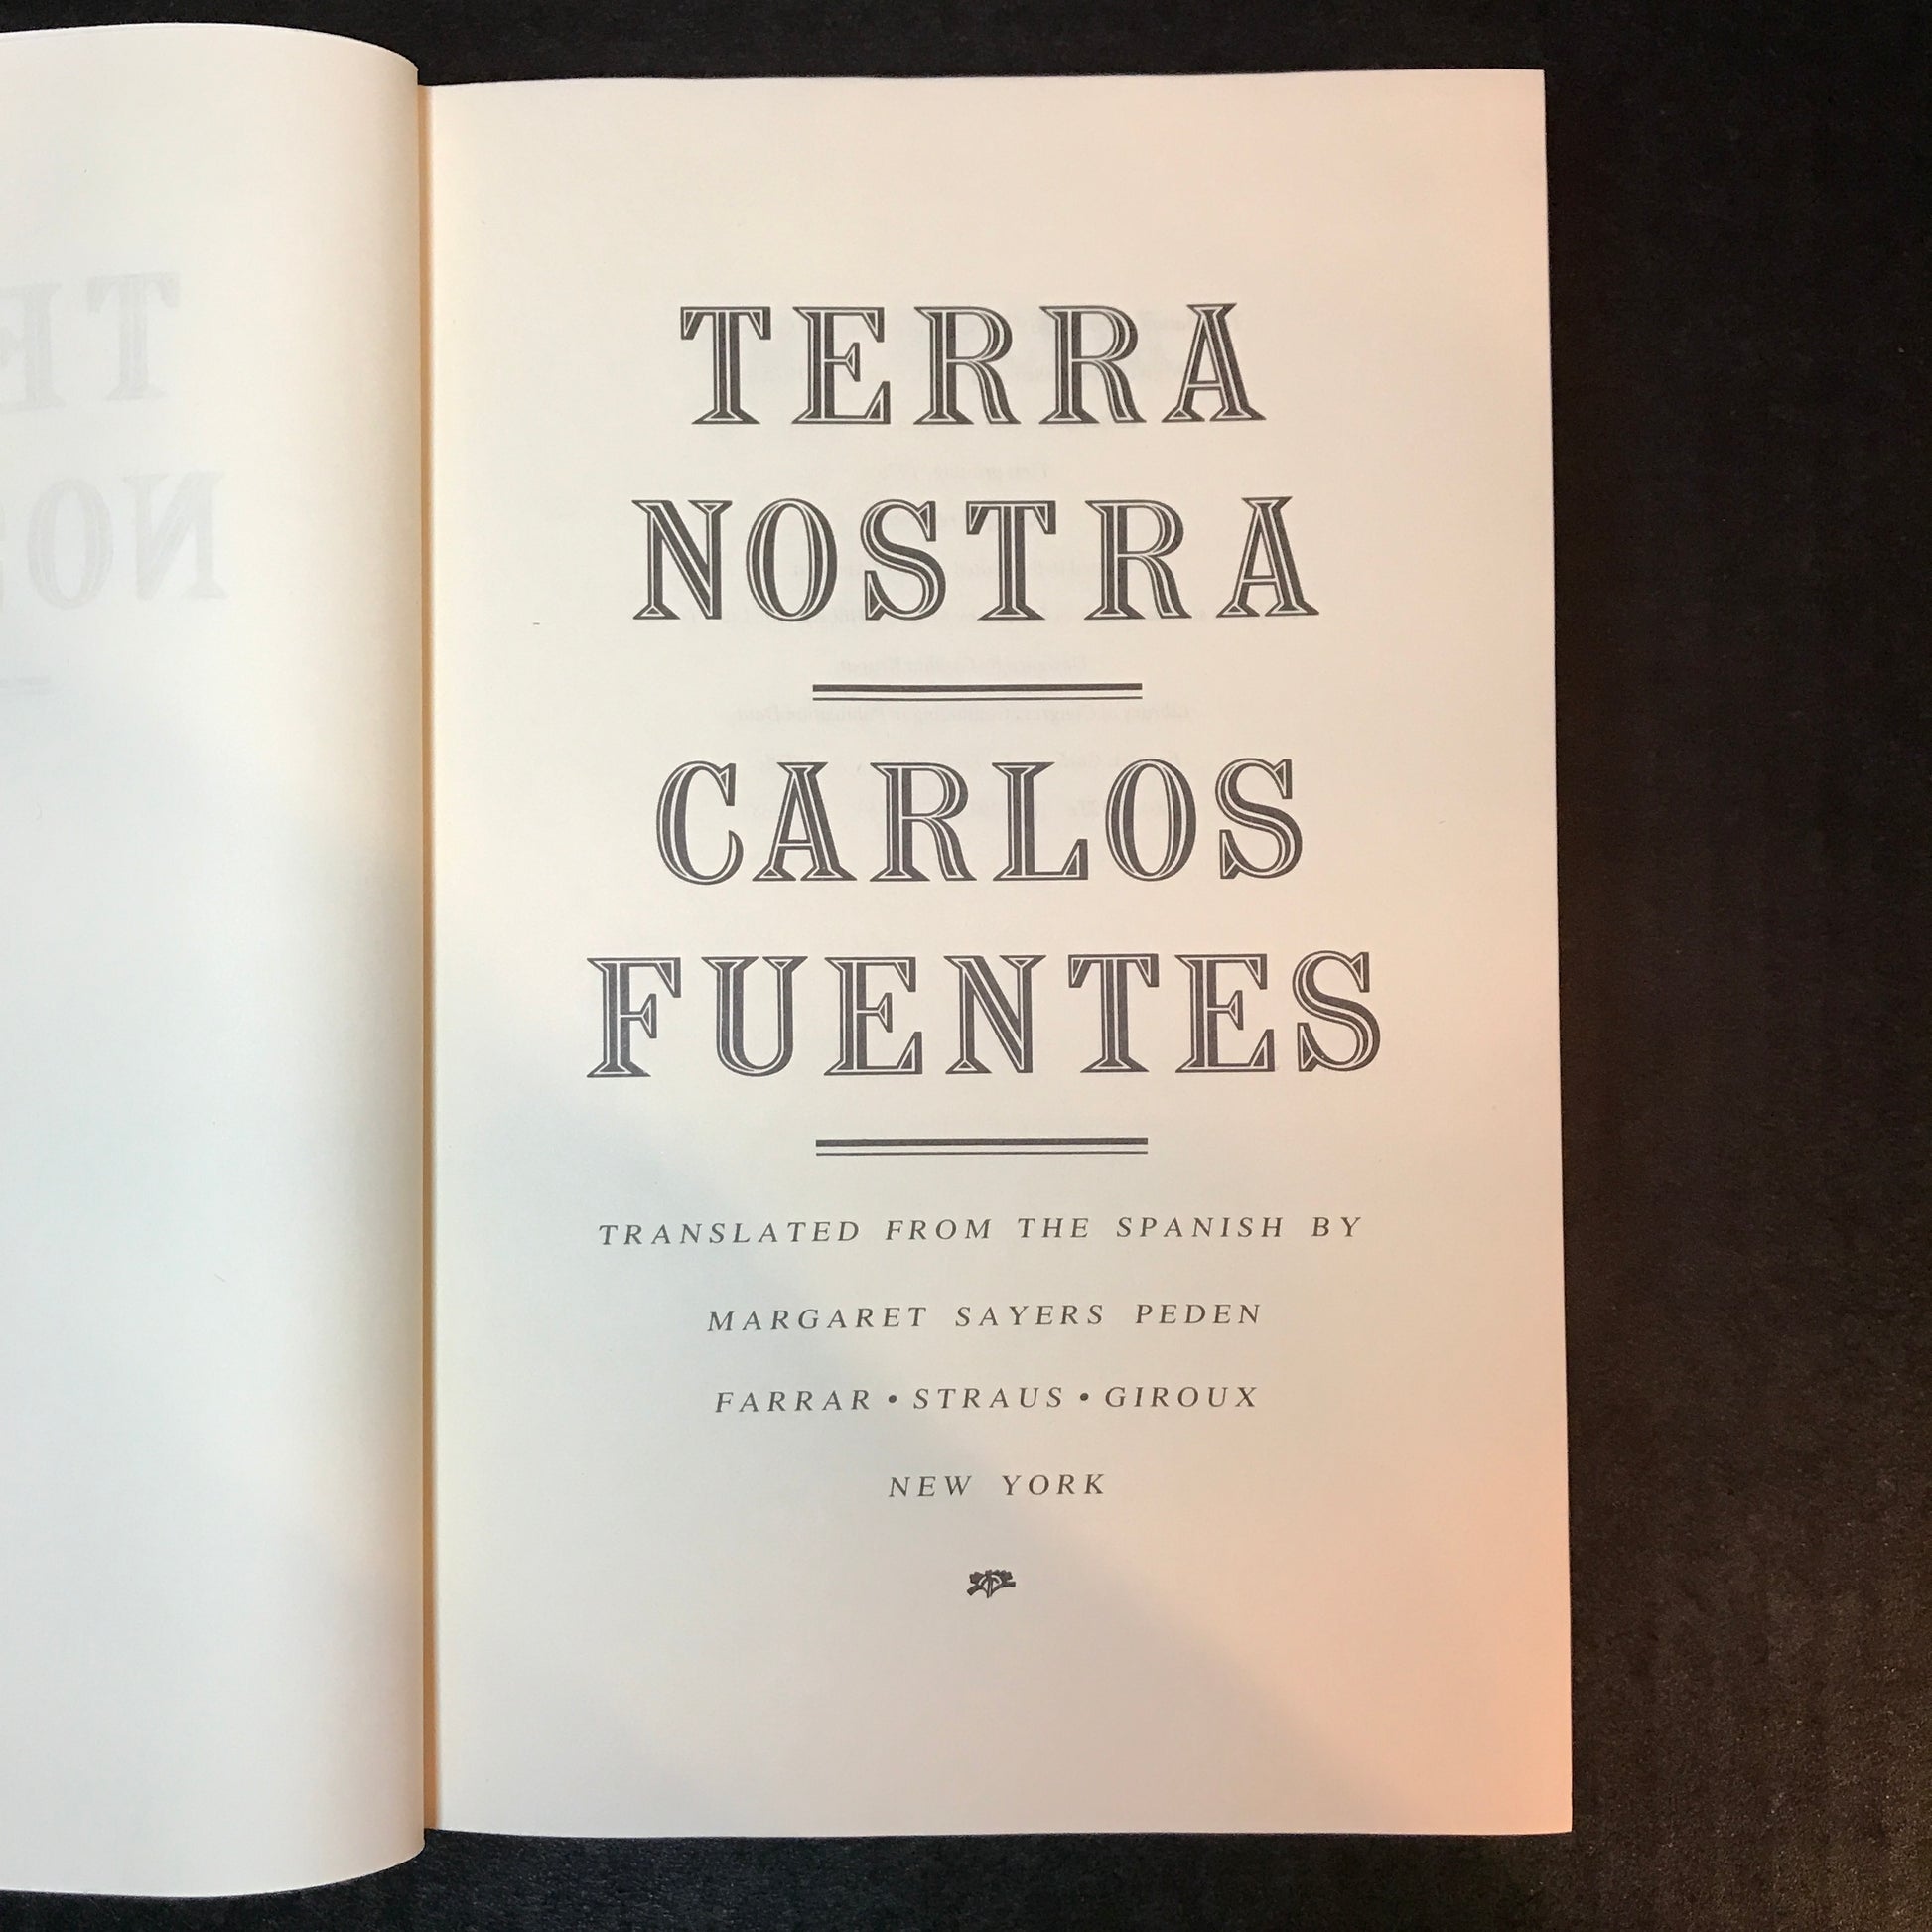 TERRA
NOSTRA
CARLOS
FUENTES
TRANSLATED FROM THE SPANISH BY
MARGARET SAYERS PEDEN
FARRAR • STRAUS • GIROUX
NEW YORK